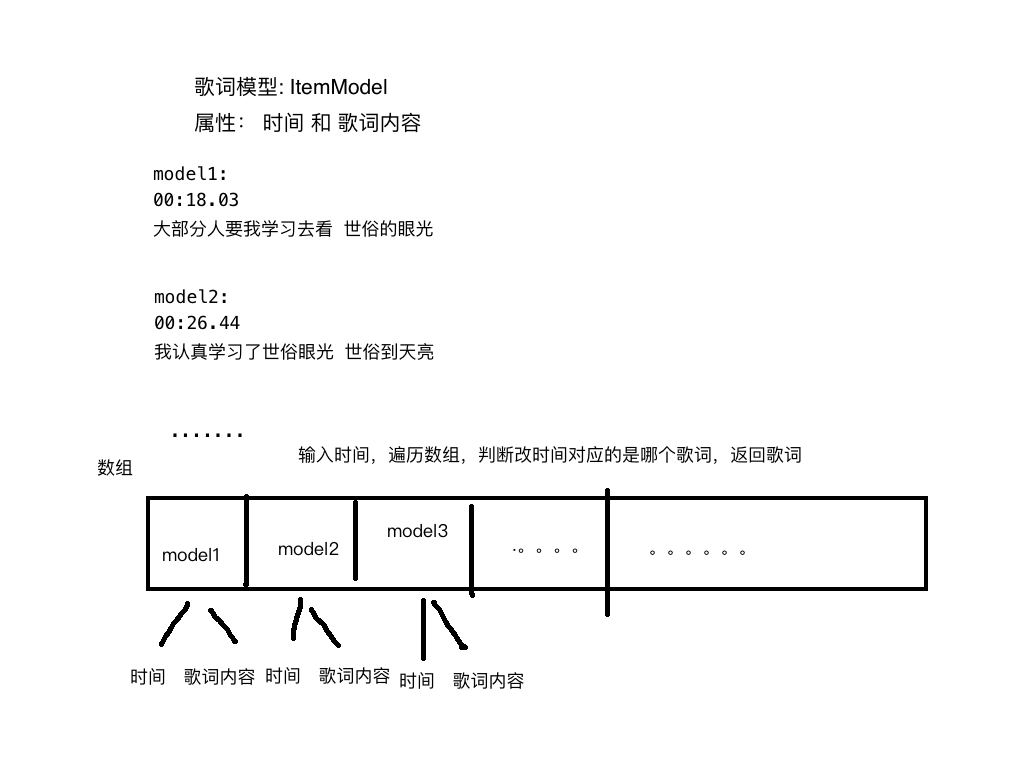 歌词模型: ItemModel
属性： 时间 和 歌词内容
model1:
00:18.03
大部分人要我学习去看 世俗的眼光
model2:
00:26.44
我认真学习了世俗眼光 世俗到天亮
.......
输入时间，遍历数组，判断改时间对应的是哪个歌词，返回歌词
数组
model1 model2 model3 .。。。。 。。。。。。
时间 歌词内容 时间 歌词内容 时间 歌词内容